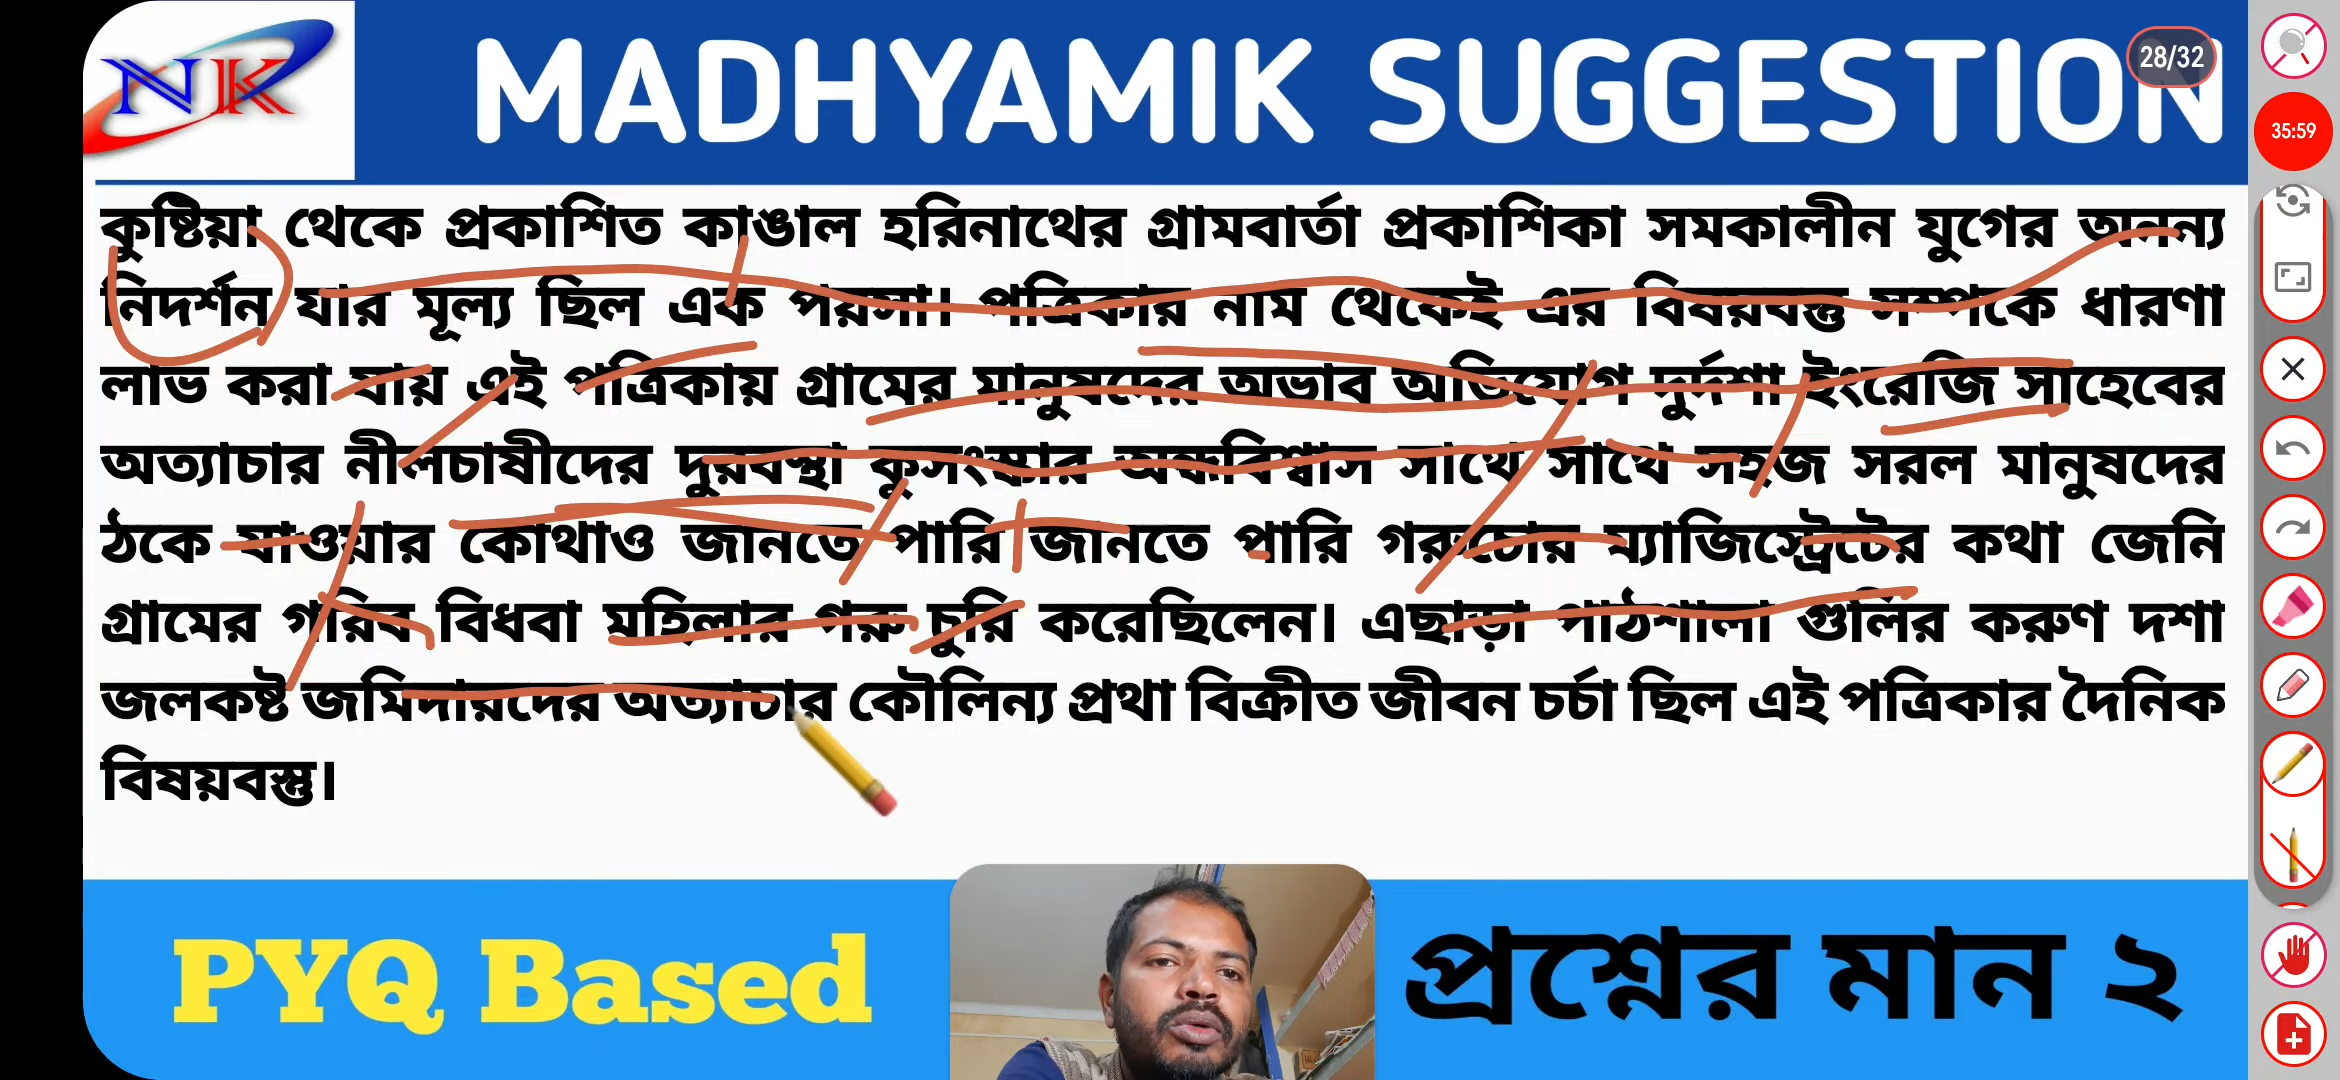 NK
MADHYAMIK SUGGESTION
28/32
35:59
কুষ্টিয়া থেকে প্রকাশিত কাঙাল হরিনাথের গ্রামবার্তা প্রকাশিকা সমকালীন যুগের অনন্য
নিদর্শন যার মূল্য ছিল এক পয়সা। পত্রিকার নাম থেকেই এর বিষয়বস্তু সম্পকে ধারণা
লাভ করা যায় এই পত্রিকায় গ্রামের মানুষদের অভাব অভিযোগ দুর্দশা ইংরেজি সাহেবের
অত্যাচার নীলচাষীদের দুরবস্থা কুসংস্কার অন্ধবিশ্বাস সাথে সাথে সহজ সরল মানুষদের
ঠকে যাওয়ার কোথাও জানতে পারি জানতে পারি গরুচোর ম্যাজিস্ট্রেটের কথা জেনি
গ্রামের গরিব বিধবা মহিলার গরু চুরি করেছিলেন। এছাড়া পাঠশালা গুলির করুণ দশা
জলকষ্ট জমিদারদের অত্যাচার কৌলিন্য প্রথা বিক্রীত জীবন চর্চা ছিল এই পত্রিকার দৈনিক
বিষয়বস্তু।
PYQ Based
প্রশ্নের মান ২